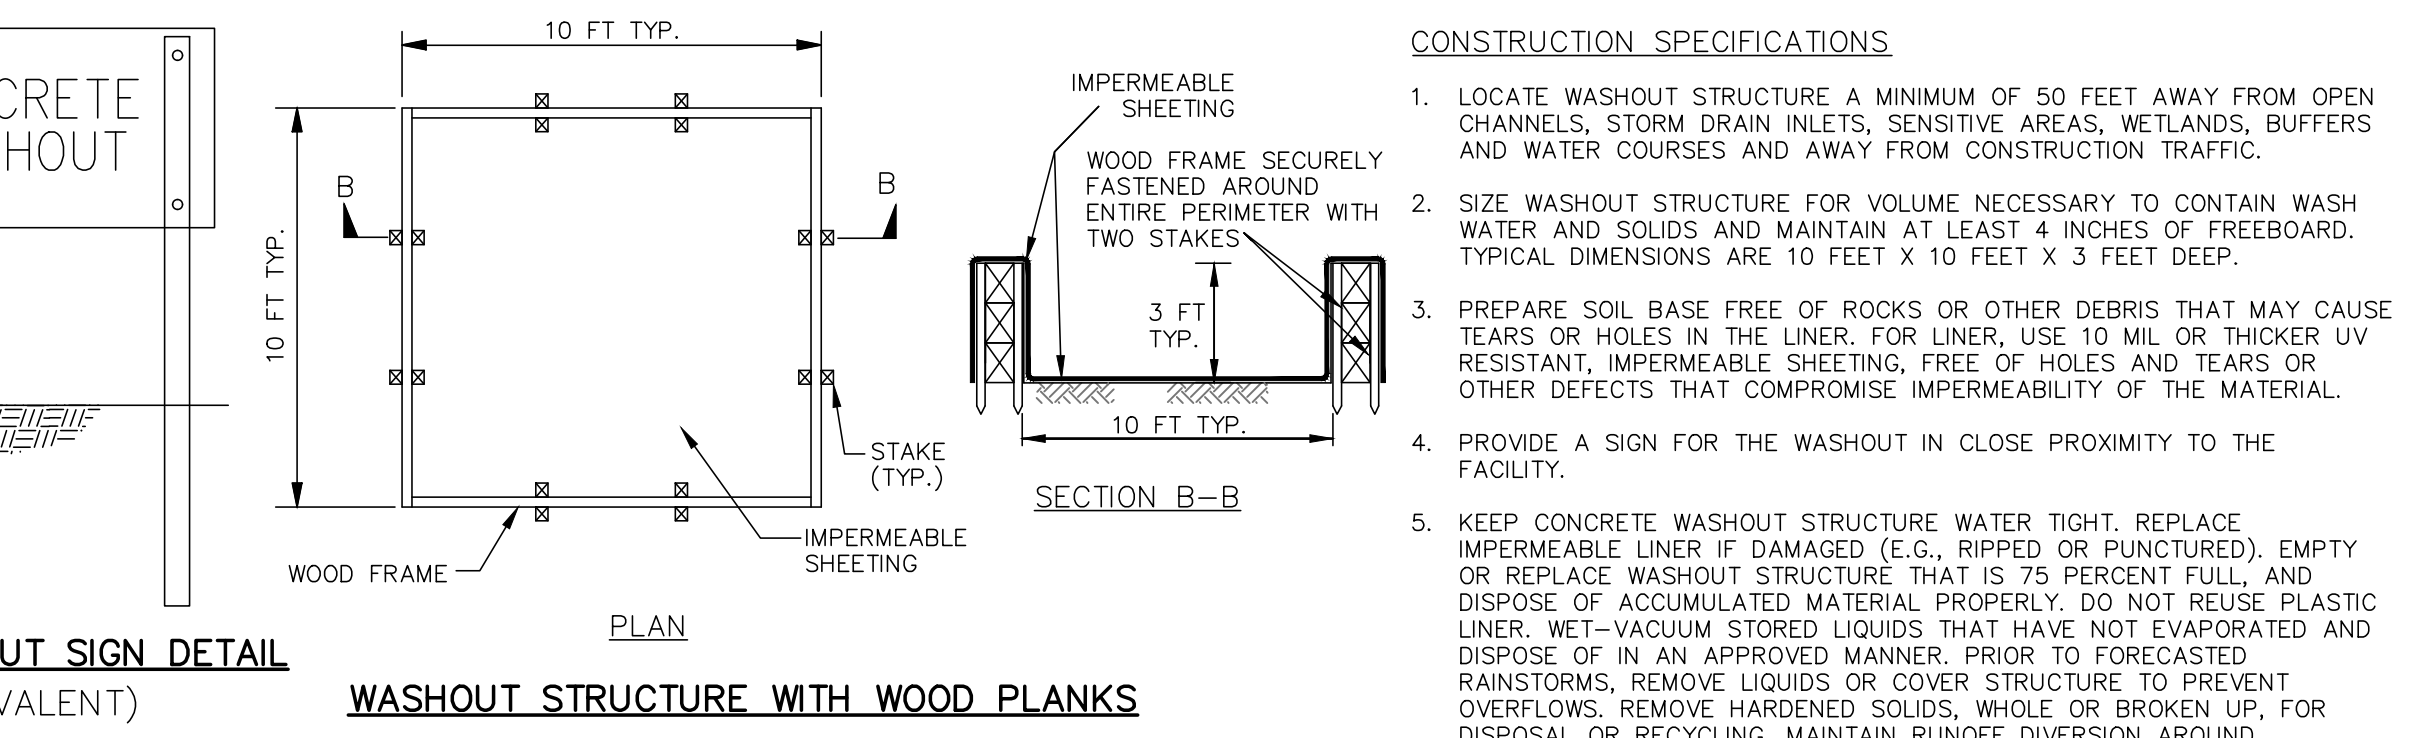 CRETE
HOUT
UT SIGN DETAIL
VALENT)
10 FT TYP.
10 FT TYP.
B
B
STAKE
(TYP.)
IMPERMEABLE
SHEETING
WOOD FRAME
PLAN
WASHOUT STRUCTURE WITH WOOD PLANKS
IMPERMEABLE
SHEETING
WOOD FRAME SECURELY
FASTENED AROUND
ENTIRE PERIMETER WITH
TWO STAKES
3 FT
TYP.
10 FT TYP.
SECTION B-B
CONSTRUCTION SPECIFICATIONS
1. LOCATE WASHOUT STRUCTURE A MINIMUM OF 50 FEET AWAY FROM OPEN
CHANNELS, STORM DRAIN INLETS, SENSITIVE AREAS, WETLANDS, BUFFERS
AND WATER COURSES AND AWAY FROM CONSTRUCTION TRAFFIC.
2. SIZE WASHOUT STRUCTURE FOR VOLUME NECESSARY TO CONTAIN WASH
WATER AND SOLIDS AND MAINTAIN AT LEAST 4 INCHES OF FREEBOARD.
TYPICAL DIMENSIONS ARE 10 FEET X 10 FEET X 3 FEET DEEP.
3. PREPARE SOIL BASE FREE OF ROCKS OR OTHER DEBRIS THAT MAY CAUSE
TEARS OR HOLES IN THE LINER. FOR LINER, USE 10 MIL OR THICKER UV
RESISTANT, IMPERMEABLE SHEETING, FREE OF HOLES AND TEARS OR
OTHER DEFECTS THAT COMPROMISE IMPERMEABILITY OF THE MATERIAL.
4. PROVIDE A SIGN FOR THE WASHOUT IN CLOSE PROXIMITY TO THE
FACILITY.
5. KEEP CONCRETE WASHOUT STRUCTURE WATER TIGHT. REPLACE
IMPERMEABLE LINER IF DAMAGED (E.G., RIPPED OR PUNCTURED). EMPTY
OR REPLACE WASHOUT STRUCTURE THAT IS 75 PERCENT FULL, AND
DISPOSE OF ACCUMULATED MATERIAL PROPERLY. DO NOT REUSE PLASTIC
LINER. WET-VACUUM STORED LIQUIDS THAT HAVE NOT EVAPORATED AND
DISPOSE OF IN AN APPROVED MANNER. PRIOR TO FORECASTED
RAINSTORMS, REMOVE LIQUIDS OR COVER STRUCTURE TO PREVENT
OVERFLOWS. REMOVE HARDENED SOLIDS, WHOLE OR BROKEN UP, FOR
DISPOSAL OR RECYCLING. MAINTAIN RUNOFF DIVERSION AROUND